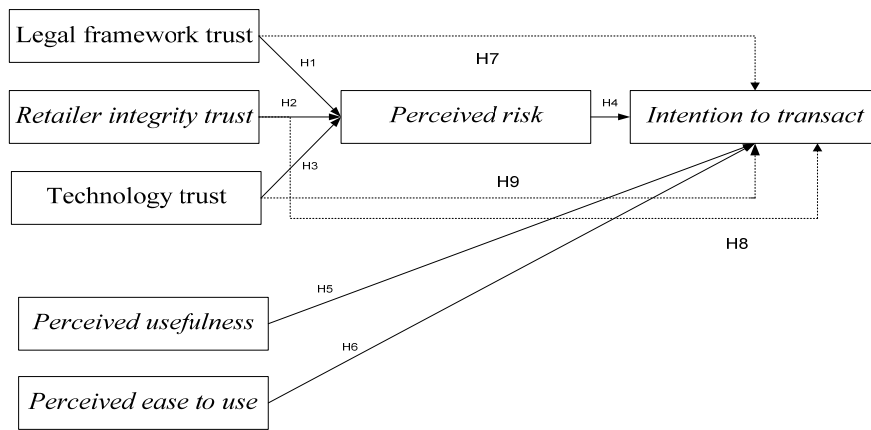 Legal framework trust
H1
H7
Retailer integrity trust
H2
Perceived risk
H4
Intention to transact
H3
Technology trust
H9
H8
H5
Perceived usefulness
H6
Perceived ease to use